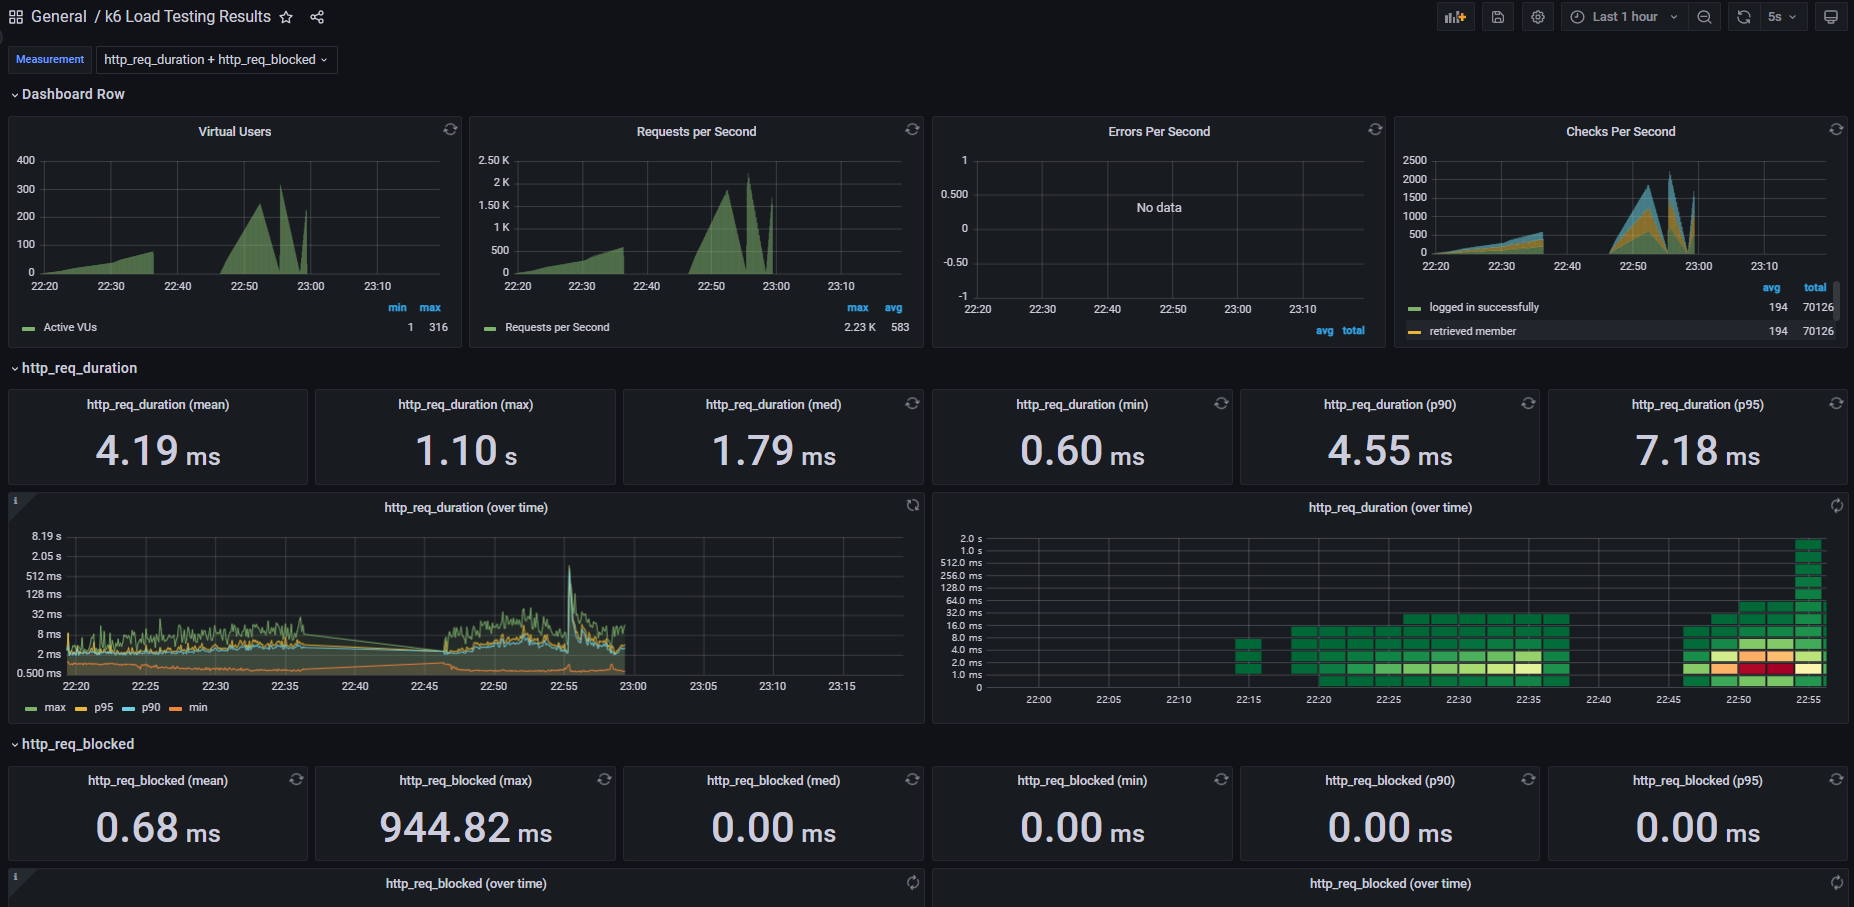 General / k6 Load Testing Results
Last 1 hour
5s
Measurement
http_req_duration + http_req_blocked
Dashboard Row
Virtual Users
400
300
200
100
0
22:20 22:30 22:40 22:50 23:00 23:10
min max
Active VUs 1 316
Requests per Second
2.50 K
2 K
1.50 K
1 K
500
0
22:20 22:30 22:40 22:50 23:00 23:10
max avg
Requests per Second 2.23 K 583
Errors Per Second
1
0.500
0
-0.50
-1
No data
22:20 22:30 22:40 22:50 23:00 23:10
avg total
Checks Per Second
2500
2000
1500
1000
500
0
22:20 22:30 22:40 22:50 23:00 23:10
avg total
logged in successfully 194 70126
retrieved member 194 70126
http_req_duration
http_req_duration (mean)
4.19 ms
http_req_duration (max)
1.10 s
http_req_duration (med)
1.79 ms
http_req_duration (min)
0.60 ms
http_req_duration (p90)
4.55 ms
http_req_duration (p95)
7.18 ms
http_req_duration (over time)
8.19 s
2.05 s
512 ms
128 ms
32 ms
8 ms
2 ms
0.500 ms
22:20 22:25 22:30 22:35 22:40 22:45 22:50 22:55 23:00 23:05 23:10 23:15
max p95 p90 min
http_req_duration (over time)
2.0 s
1.0 s
512.0 ms
256.0 ms
128.0 ms
64.0 ms
32.0 ms
16.0 ms
8.0 ms
4.0 ms
2.0 ms
1.0 ms
0
22:00 22:05 22:10 22:15 22:20 22:25 22:30 22:35 22:40 22:45 22:50 22:55
http_req_blocked
http_req_blocked (mean)
0.68 ms
http_req_blocked (max)
944.82 ms
http_req_blocked (med)
0.00 ms
http_req_blocked (min)
0.00 ms
http_req_blocked (p90)
0.00 ms
http_req_blocked (p95)
0.00 ms
http_req_blocked (over time)
http_req_blocked (over time)